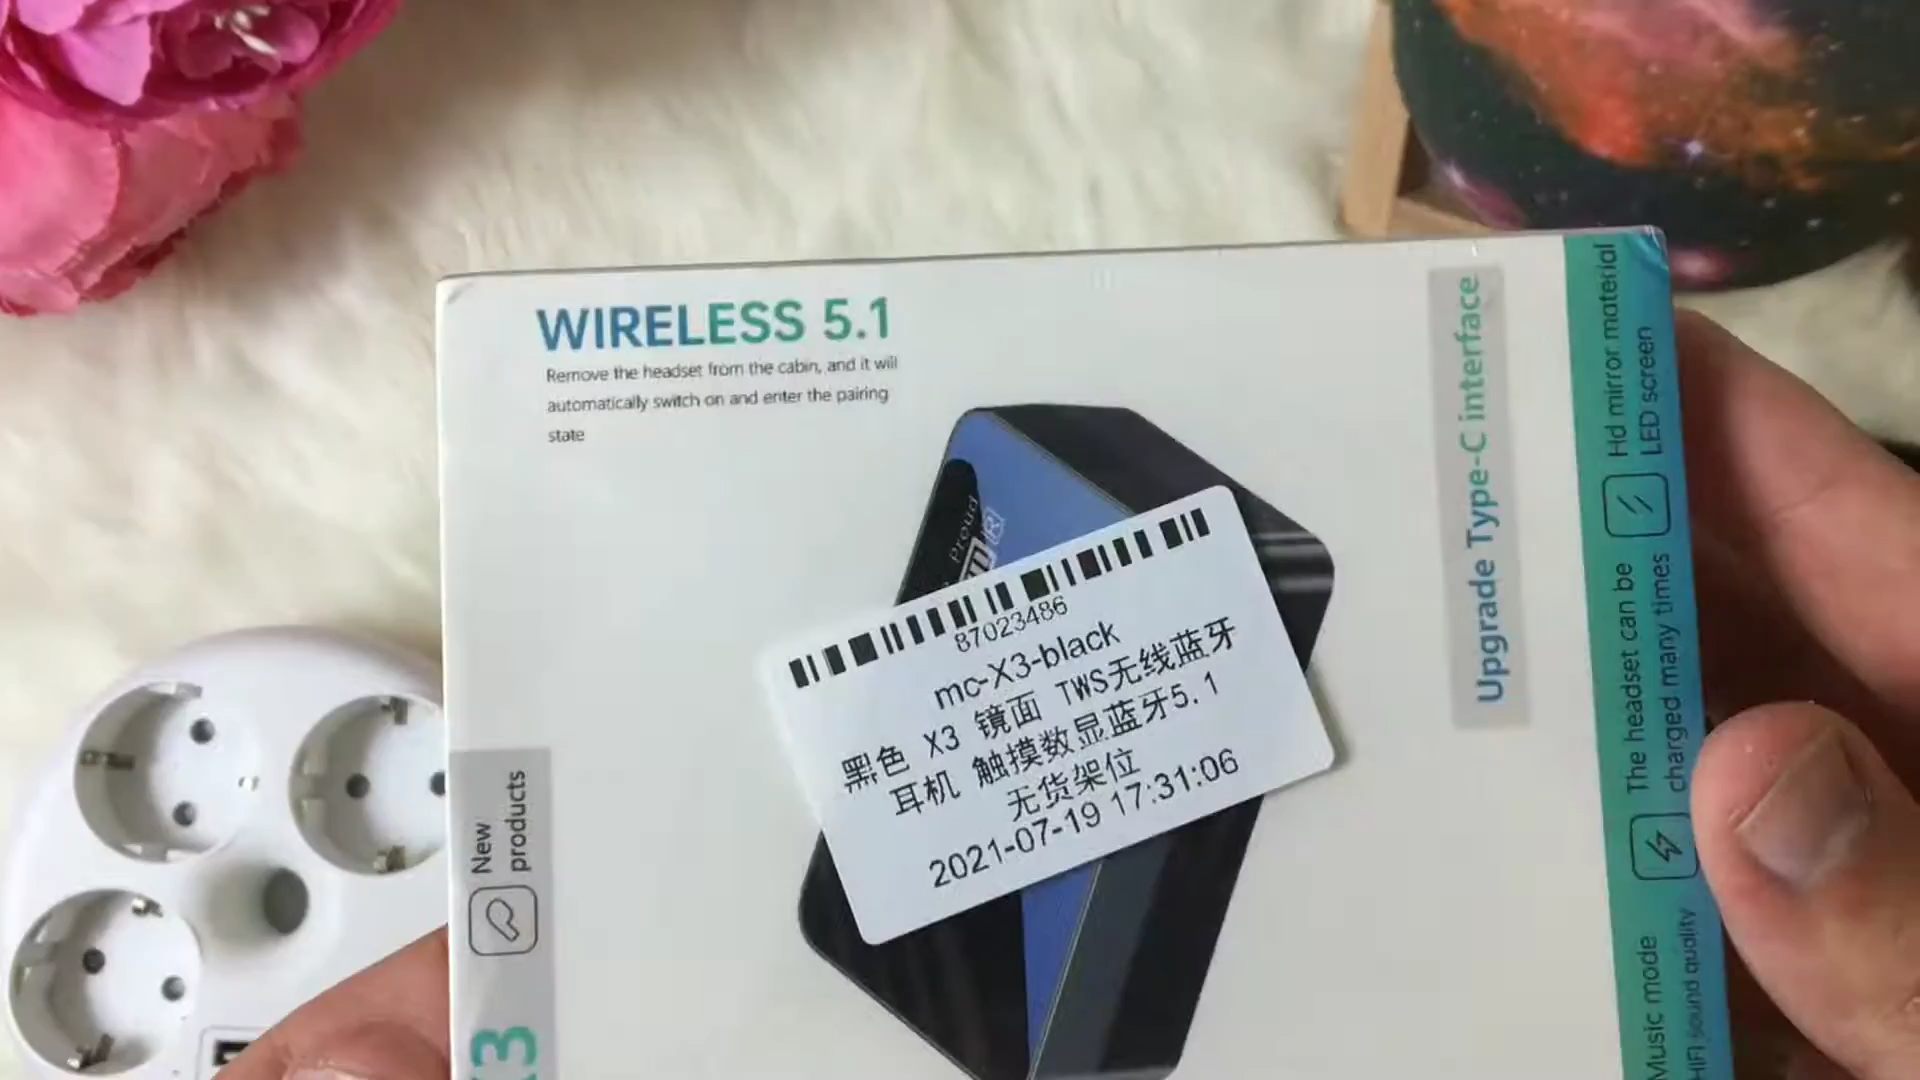 WIRELESS 5.1
Remove the headset from the cabin, and it will
automatically switch on and enter the pairing
state
Proud
R
87023486
mc-X3-black
黑色 X3 镜面 TWS无线蓝牙
耳机 触摸数显蓝牙5.1
无货架位
2021-07-19 17:31:06
Upgrade Type-C interface
Hd mirror material
LED screen
The headset can be
charged many times
Music mode
HIFI sound quality
New
products
X3